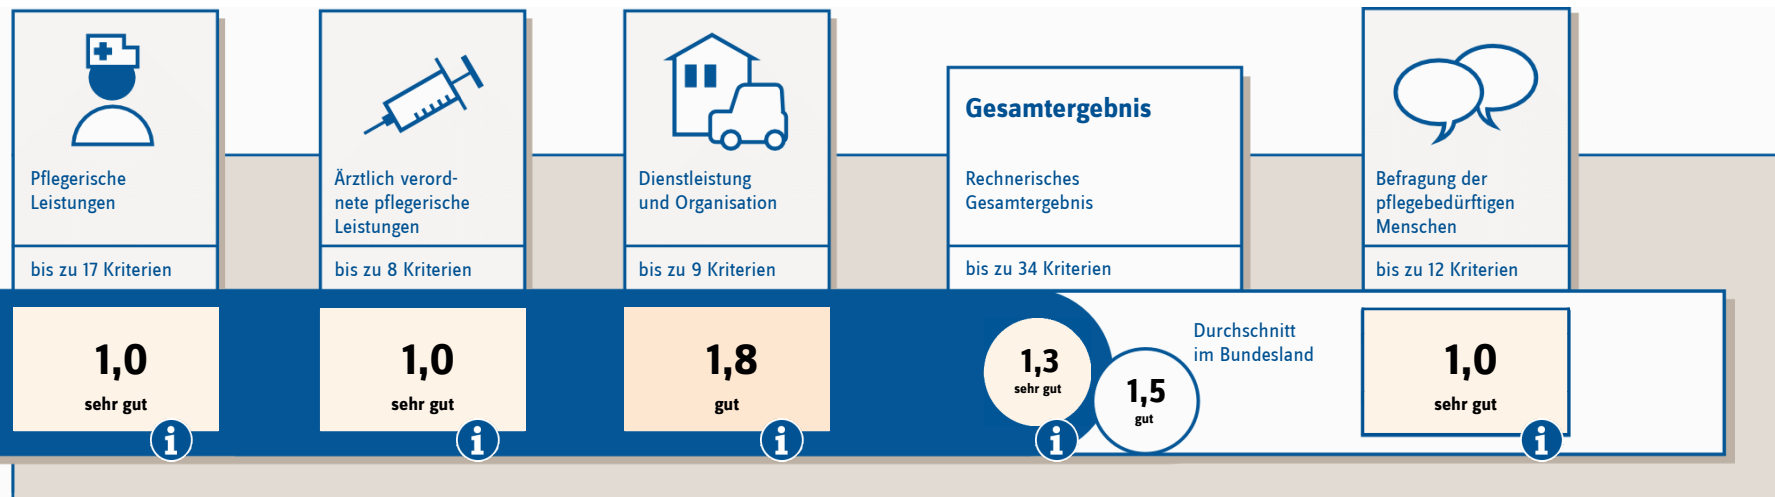 Pflegerische
Leistungen
bis zu 17 Kriterien
1,0
sehr gut
i
Ärztlich verord-
nete pflegerische
Leistungen
bis zu 8 Kriterien
1,0
sehr gut
i
Dienstleistung
und Organisation
bis zu 9 Kriterien
1,8
gut
i
Gesamtergebnis
Rechnerisches
Gesamtergebnis
bis zu 34 Kriterien
1,3
sehr gut
i
1,5
gut
Durchschnitt
im Bundesland
Befragung der
pflegebedürftigen
Menschen
bis zu 12 Kriterien
1,0
sehr gut
i